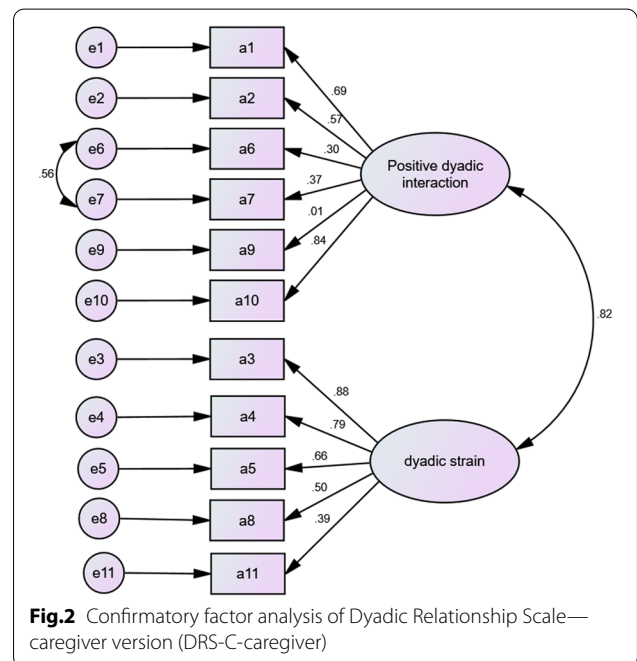 e1 a1
.69
e2 a2
.57
e6 a6
.30
Positive dyadic
interaction
.56
e7 a7
.37
.01
e9 a9
.84
e10 a10
.82
e3 a3
.88
e4 a4
.79
e5 a5
.66
dyadic strain
.50
e8 a8
.39
e11 a11
Fig.2 Confirmatory factor analysis of Dyadic Relationship Scale—
caregiver version (DRS-C-caregiver)